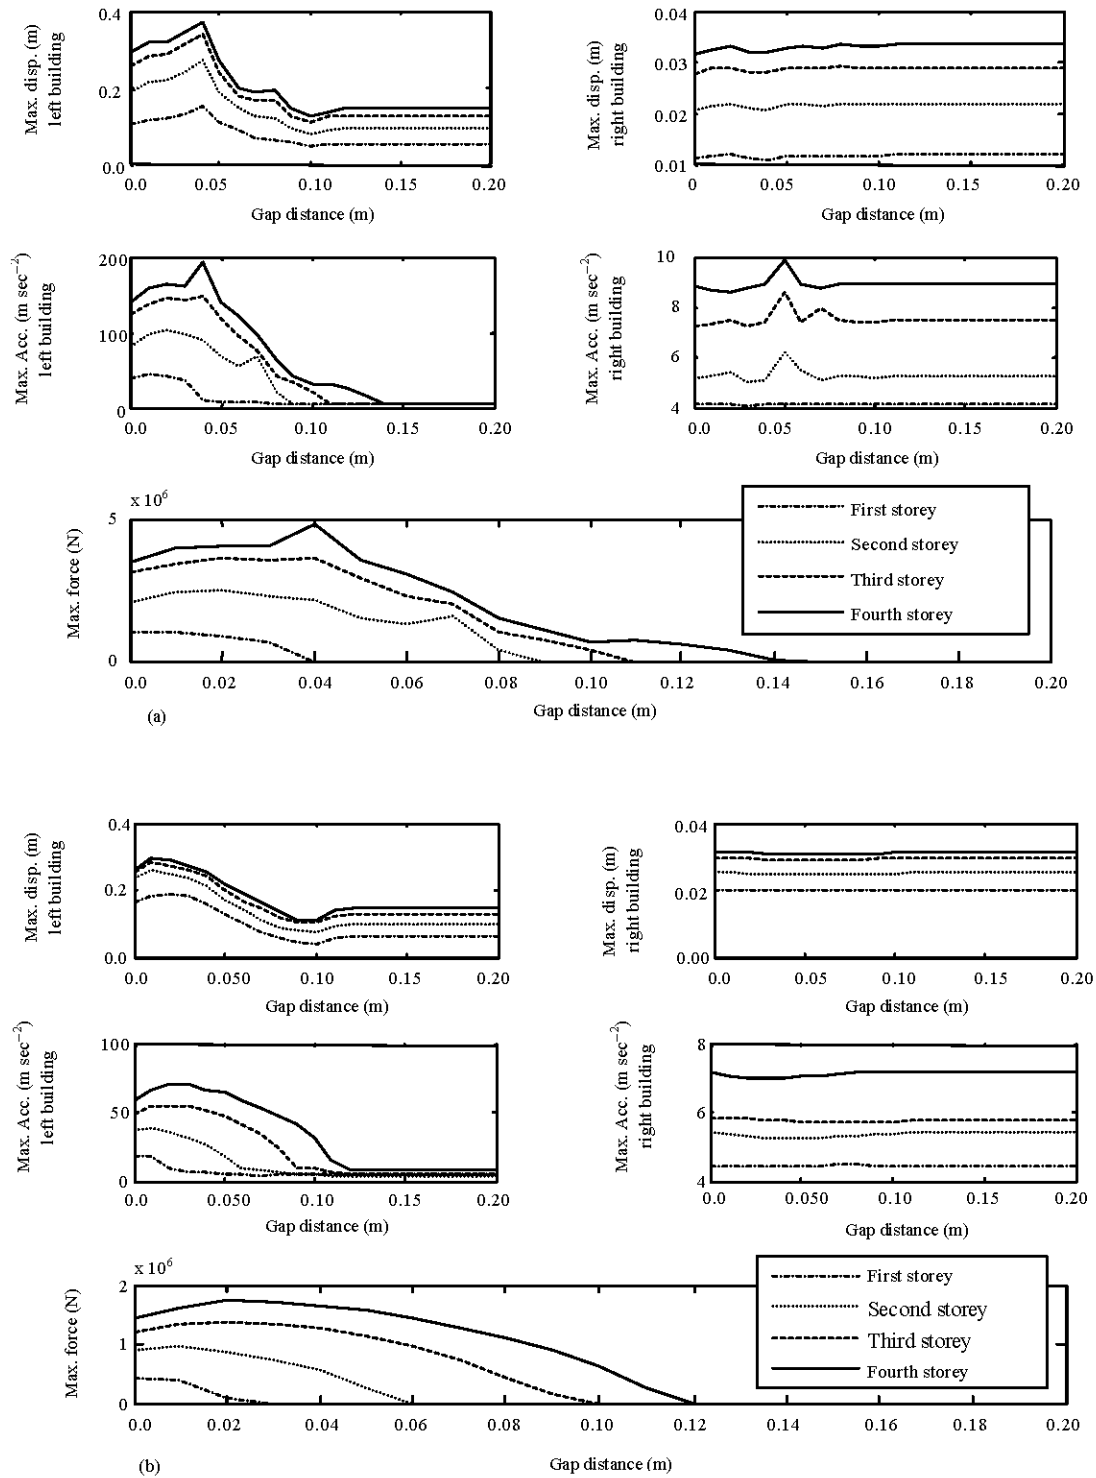 Max. disp. (m)
left building
0.4
0.2
0.0
0.0
0.05
0.10
0.15
0.20
Gap distance (m)
Max. disp. (m)
right building
0.04
0.03
0.02
0.01
0
0.05
0.10
0.15
0.20
Gap distance (m)
Max. Acc. (m sec⁻²)
left building
200
100
0
0.0
0.05
0.10
0.15
0.20
Gap distance (m)
Max. Acc. (m sec⁻²)
right building
10
8
6
4
0.0
0.05
0.10
0.15
0.20
Gap distance (m)
x 10⁶
Max. force (N)
5
0
0.0
0.02
0.04
0.06
0.08
0.10
0.12
0.14
0.16
0.18
0.20
Gap distance (m)
First storey
Second storey
Third storey
Fourth storey
(a)
Max. disp. (m)
left building
0.4
0.2
0.0
0.0
0.050
0.10
0.15
0.20
Gap distance (m)
Max. disp. (m)
right building
0.04
0.02
0.00
0.0
0.05
0.10
0.15
0.20
Gap distance (m)
Max. Acc. (m sec⁻²)
left building
100
50
0
0.0
0.050
0.10
0.15
0.20
Gap distance (m)
Max. Acc. (m sec⁻²)
right building
8
6
4
0.0
0.050
0.10
0.15
0.20
Gap distance (m)
x 10⁶
Max. force (N)
2
1
0
0.0
0.02
0.04
0.06
0.08
0.10
0.12
0.14
0.16
0.18
0.20
First storey
Second storey
Third storey
Fourth storey
(b)
Gap distance (m)